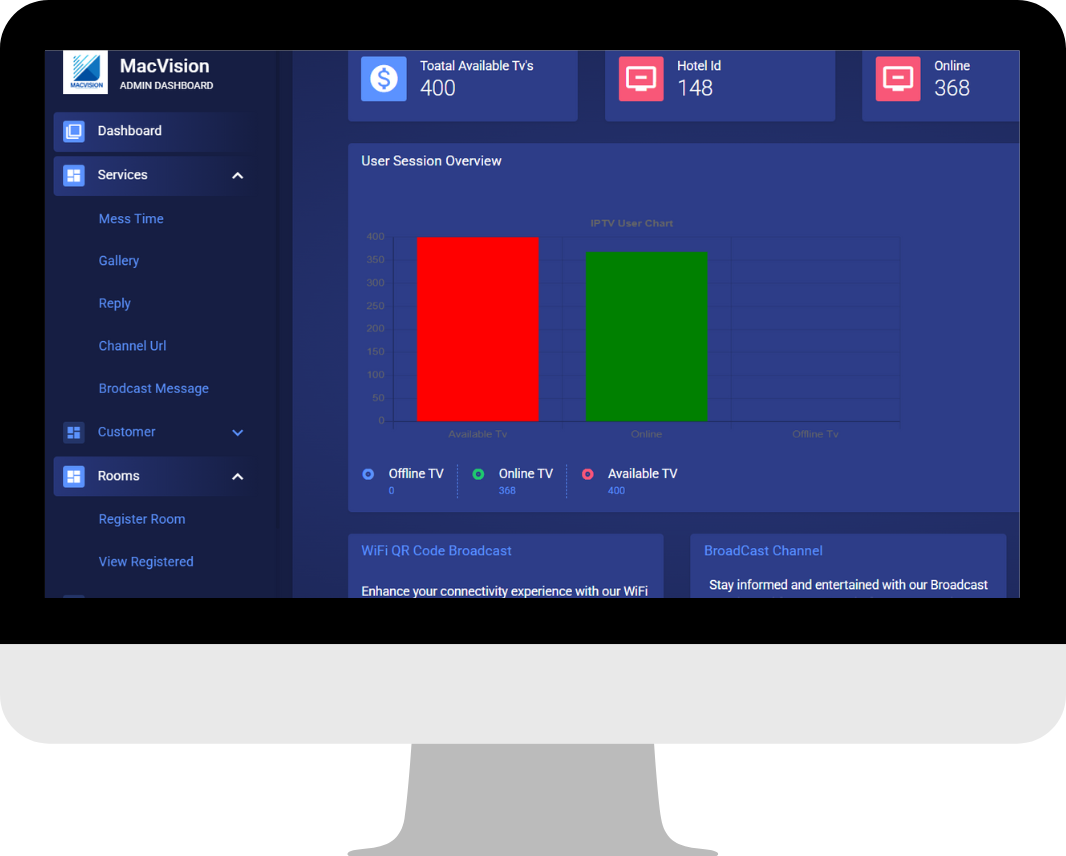 MACVISION
MacVision
ADMIN DASHBOARD
Dashboard
Services
Mess Time
Gallery
Reply
Channel Url
Brodcast Message
Customer
Rooms
Register Room
View Registered
Toatal Available Tv's
400
Hotel Id
148
Online
368
User Session Overview
IPTV User Chart
400
350
300
250
200
150
100
50
0
Available Tv
Online
Offline Tv
Offline TV
0
Online TV
368
Available TV
400
WiFi QR Code Broadcast
Enhance your connectivity experience with our WiFi
BroadCast Channel
Stay informed and entertained with our Broadcast